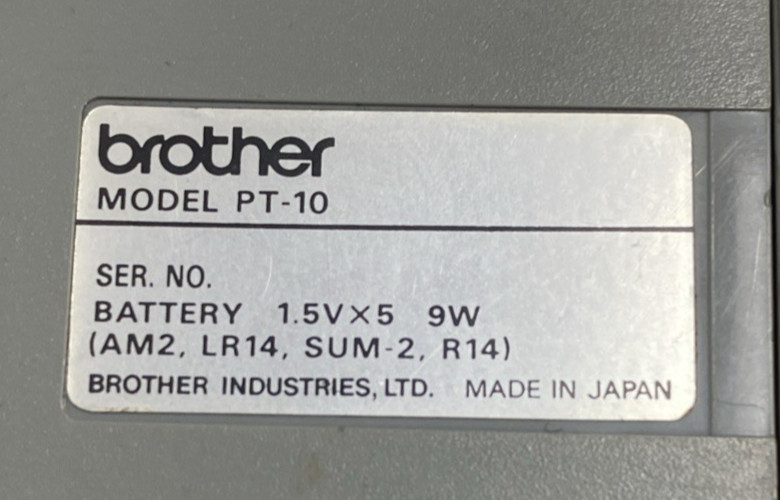 brother
MODEL PT-10
SER. NO.
BATTERY 1.5V×5 9W
(AM2, LR14, SUM-2, R14)
BROTHER INDUSTRIES, LTD. MADE IN JAPAN